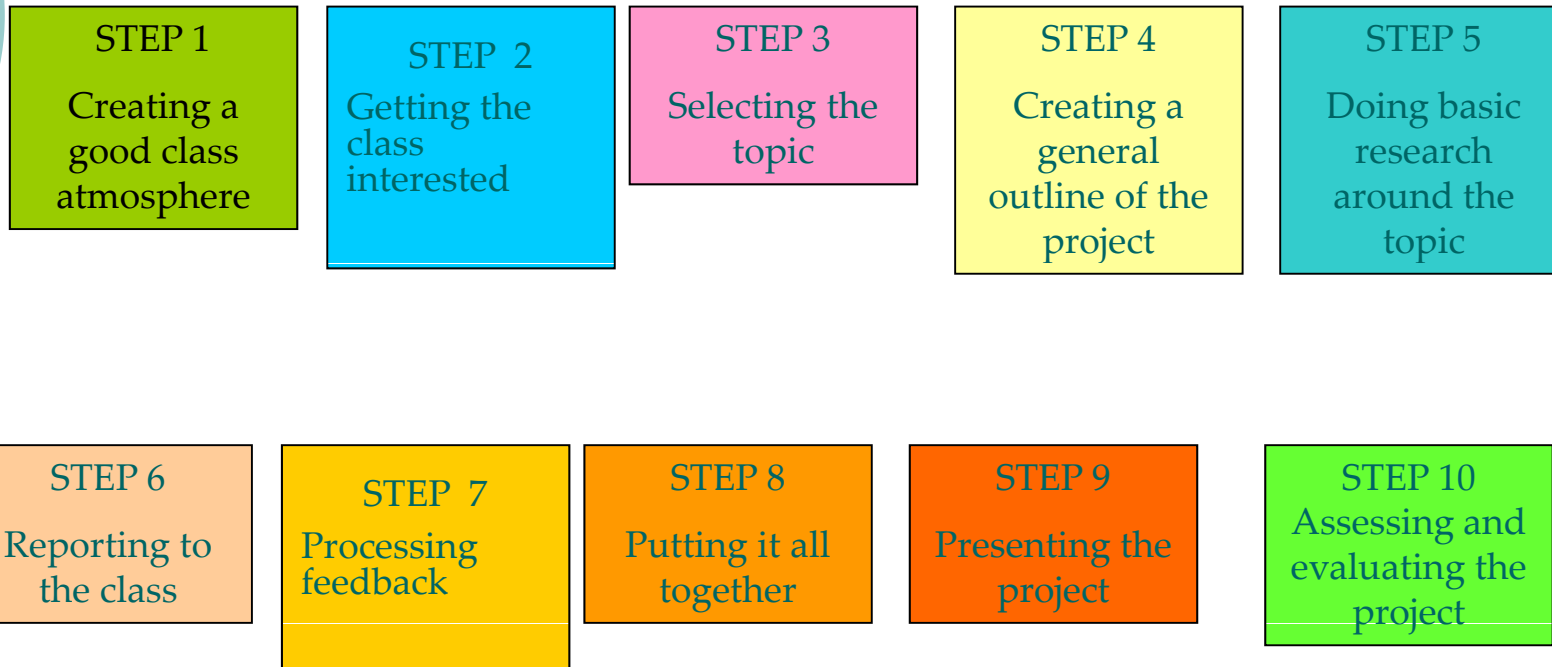 STEP 1
Creating a
good class
atmosphere
STEP 2
Getting the
class
interested
STEP 3
Selecting the
topic
STEP 4
Creating a
general
outline of the
project
STEP 5
Doing basic
research
around the
topic
STEP 6
Reporting to
the class
STEP 7
Processing
feedback
STEP 8
Putting it all
together
STEP 9
Presenting the
project
STEP 10
Assessing and
evaluating the
project